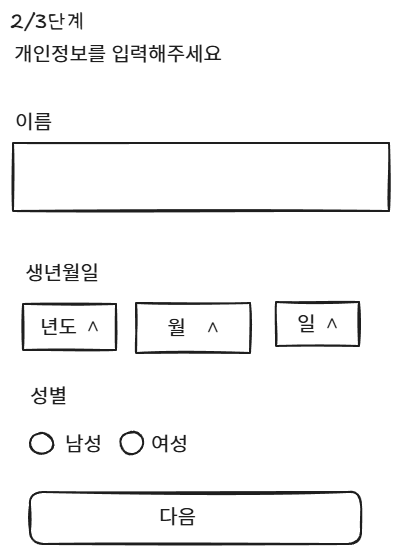 2/3단계
개인정보를 입력해주세요
이름
생년월일
년도 ^ 월 ^ 일 ^
성별
남성 여성
다음